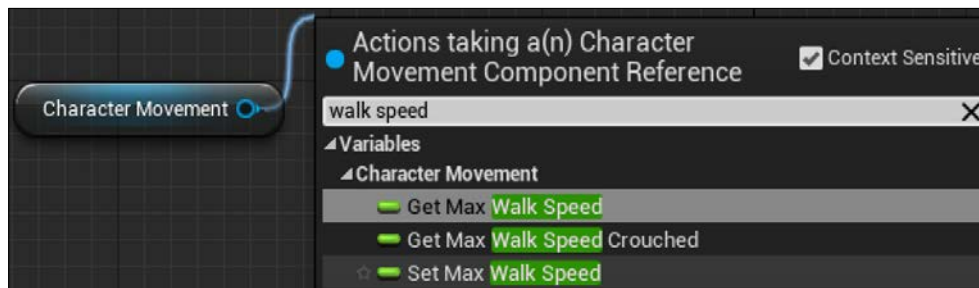 Actions taking a(n) Character
Movement Component Reference
Context Sensitive
Character Movement
walk speed
Variables
Character Movement
Get Max Walk Speed
Get Max Walk Speed Crouched
Set Max Walk Speed